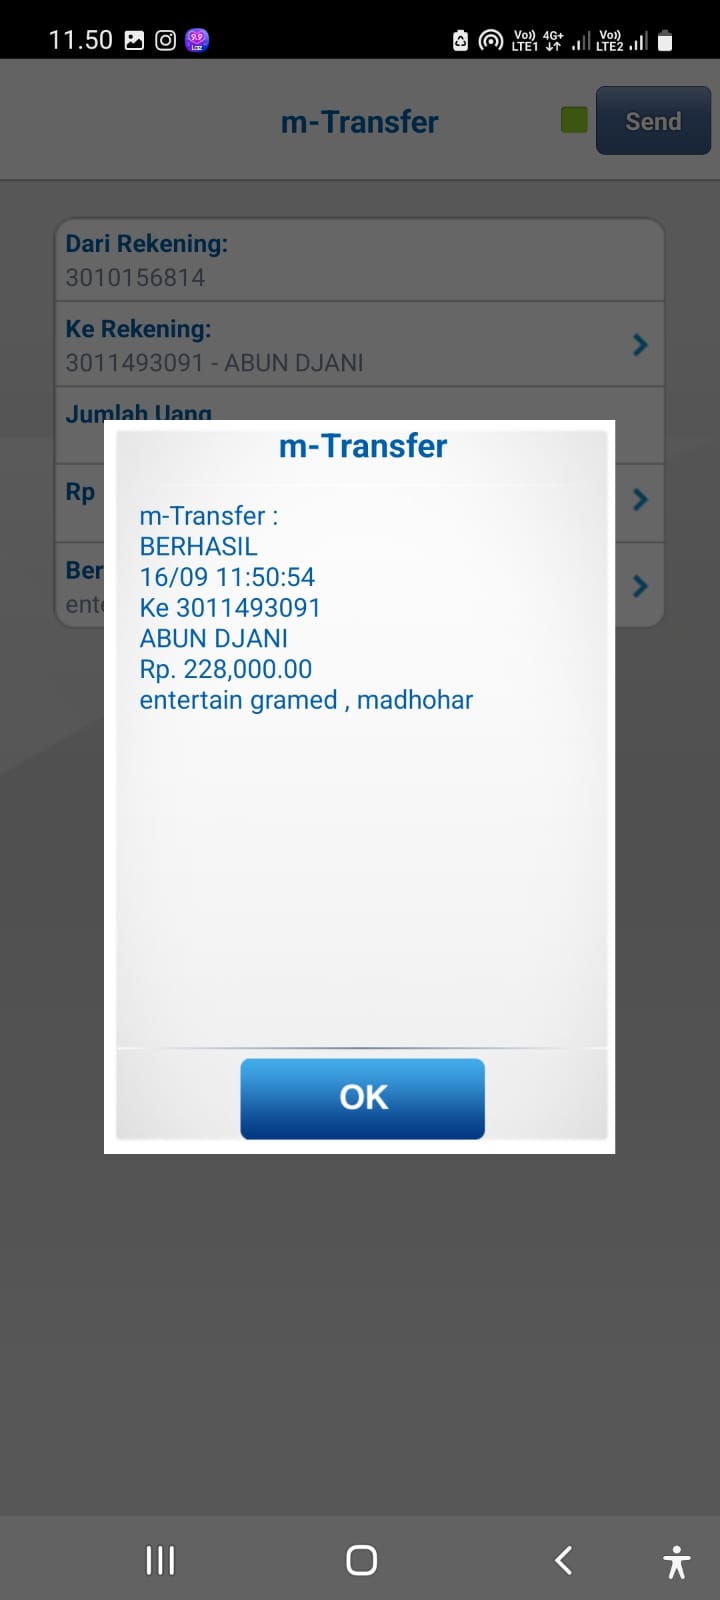 11.50
Vo)) LTE1 4G+ Vo)) LTE2
m-Transfer
Send
Dari Rekening:
3010156814
Ke Rekening:
3011493091 - ABUN DJANI
Jumlah Uang
Rp
Ber
ente
m-Transfer
m-Transfer :
BERHASIL
16/09 11:50:54
Ke 3011493091
ABUN DJANI
Rp. 228,000.00
entertain gramed , madhohar
OK